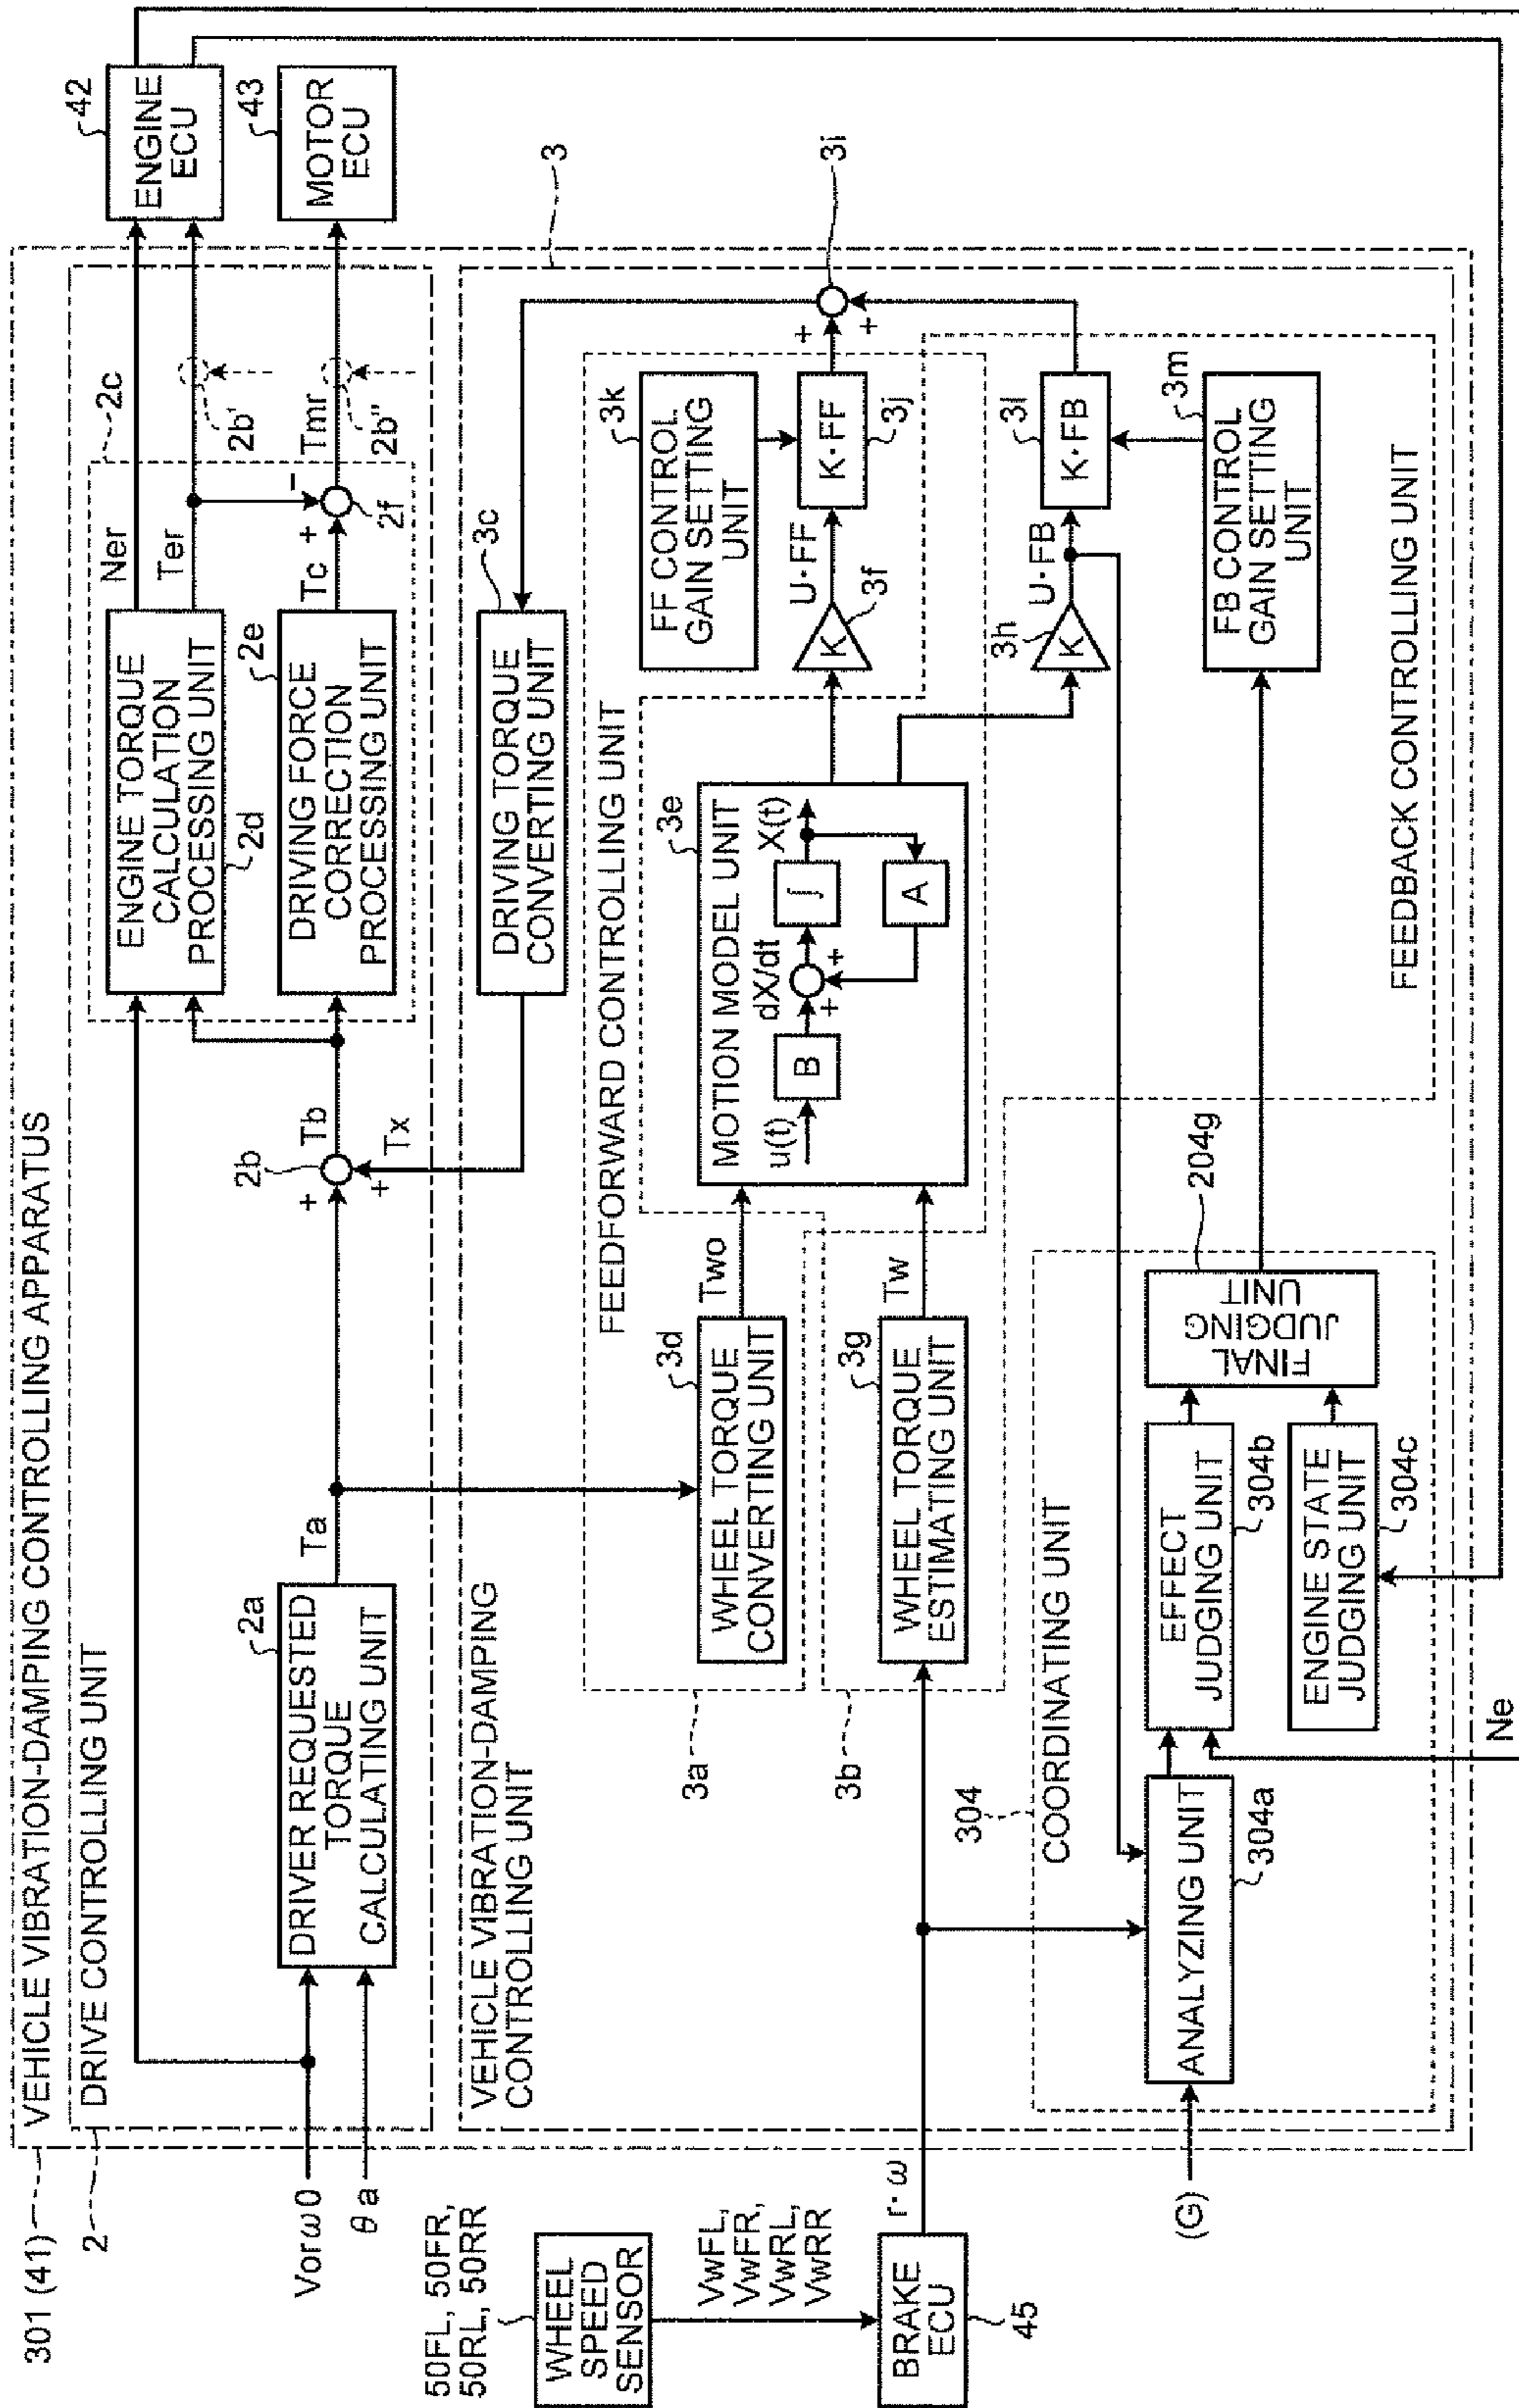 301 (41)
VEHICLE VIBRATION-DAMPING CONTROLLING APPARATUS
2
DRIVE CONTROLLING UNIT
Vorω0
θa
DRIVER REQUESTED
TORQUE
CALCULATING UNIT
2a
Ta
2b
+
+
Tb
Tx
ENGINE TORQUE
CALCULATION
PROCESSING UNIT
2d
DRIVING FORCE
CORRECTION
PROCESSING UNIT
2e
2c
Ner
Ter
Tc
+
−
2f
Tmr
2b'
2b''
ENGINE
ECU
42
MOTOR
ECU
43
VEHICLE VIBRATION-DAMPING
CONTROLLING UNIT
3
DRIVING TORQUE
CONVERTING UNIT
3c
FEEDFORWARD CONTROLLING UNIT
3a
WHEEL TORQUE
CONVERTING UNIT
3d
Two
MOTION MODEL UNIT
3e
u(t)
B
dX/dt
+
+
∫
X(t)
A
K
3f
U·FF
FF CONTROL
GAIN SETTING
UNIT
3k
K·FF
3j
+
+
3i
50FL, 50FR,
50RL, 50RR
WHEEL
SPEED
SENSOR
VwFL,
VwFR,
VwRL,
VwRR
BRAKE
ECU
45
r·ω
3b
WHEEL TORQUE
ESTIMATING UNIT
3g
Tw
K
3h
U·FB
K·FB
3l
FB CONTROL
GAIN SETTING
UNIT
3m
FEEDBACK CONTROLLING UNIT
304
COORDINATING UNIT
(G)
ANALYZING UNIT
304a
EFFECT
JUDGING UNIT
304b
ENGINE STATE
JUDGING UNIT
304c
FINAL
JUDGING
UNIT
204g
Ne